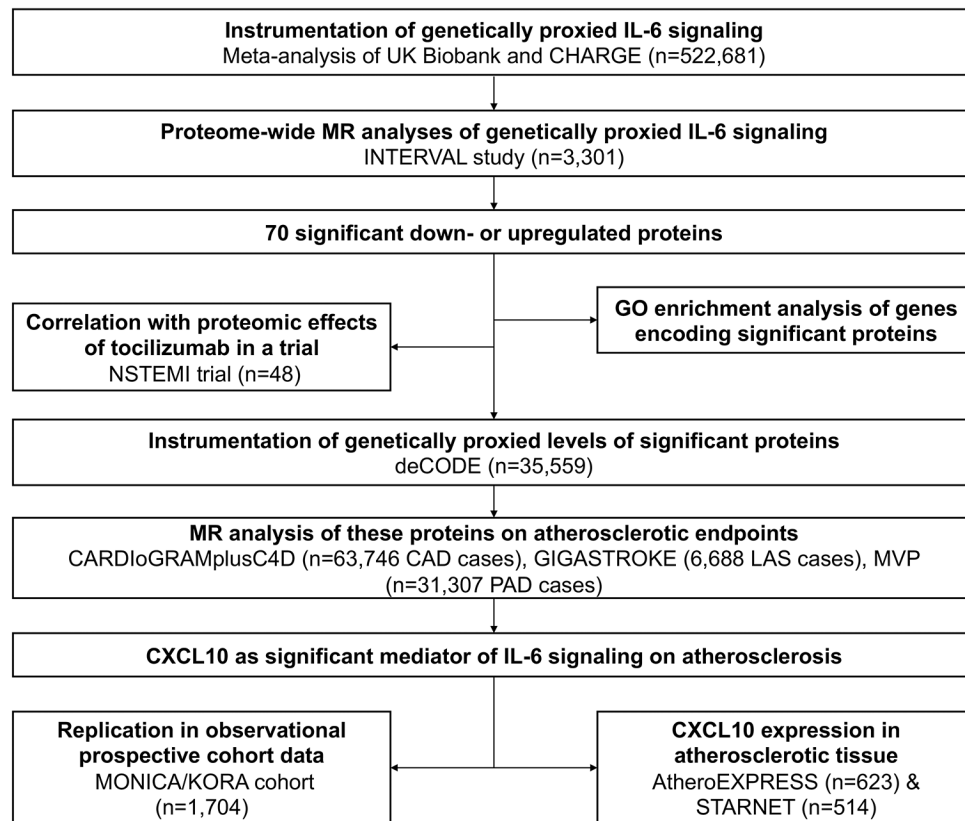 Instrumentation of genetically proxied IL-6 signaling
Meta-analysis of UK Biobank and CHARGE (n=522,681)
Proteome-wide MR analyses of genetically proxied IL-6 signaling
INTERVAL study (n=3,301)
70 significant down- or upregulated proteins
GO enrichment analysis of genes
encoding significant proteins
Correlation with proteomic effects
of tocilizumab in a trial
NSTEMI trial (n=48)
Instrumentation of genetically proxied levels of significant proteins
deCODE (n=35,559)
MR analysis of these proteins on atherosclerotic endpoints
CARDIoGRAMplusC4D (n=63,746 CAD cases), GIGASTROKE (6,688 LAS cases), MVP
(n=31,307 PAD cases)
CXCL10 as significant mediator of IL-6 signaling on atherosclerosis
Replication in observational
prospective cohort data
MONICA/KORA cohort
(n=1,704)
CXCL10 expression in
atherosclerotic tissue
AtheroEXPRESS (n=623) &
STARNET (n=514)